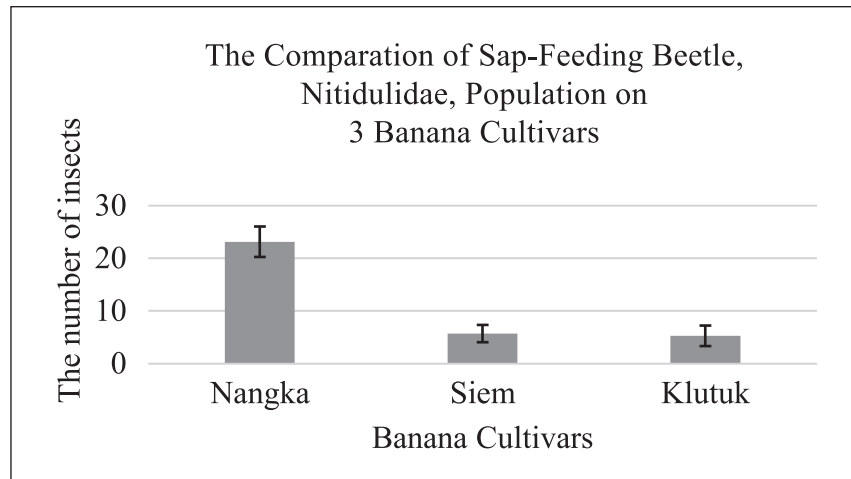 The Comparation of Sap-Feeding Beetle,
Nitidulidae, Population on
3 Banana Cultivars
The number of insects
30
20
10
0
Nangka Siem Klutuk
Banana Cultivars